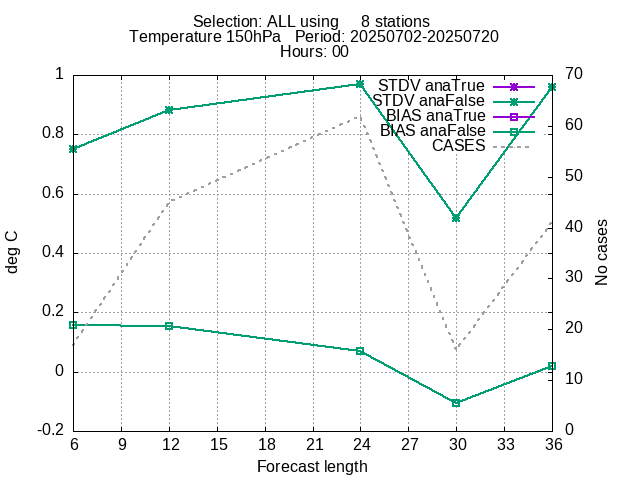 Selection: ALL using     8 stations
Temperature 150hPa   Period: 20250702-20250720
Hours: 00
STDV anaTrue
STDV anaFalse
BIAS anaTrue
BIAS anaFalse
CASES
1
0.8
0.6
0.4
0.2
0
-0.2
deg C
70
60
50
40
30
20
10
0
No cases
6 9 12 15 18 21 24 27 30 33 36
Forecast length